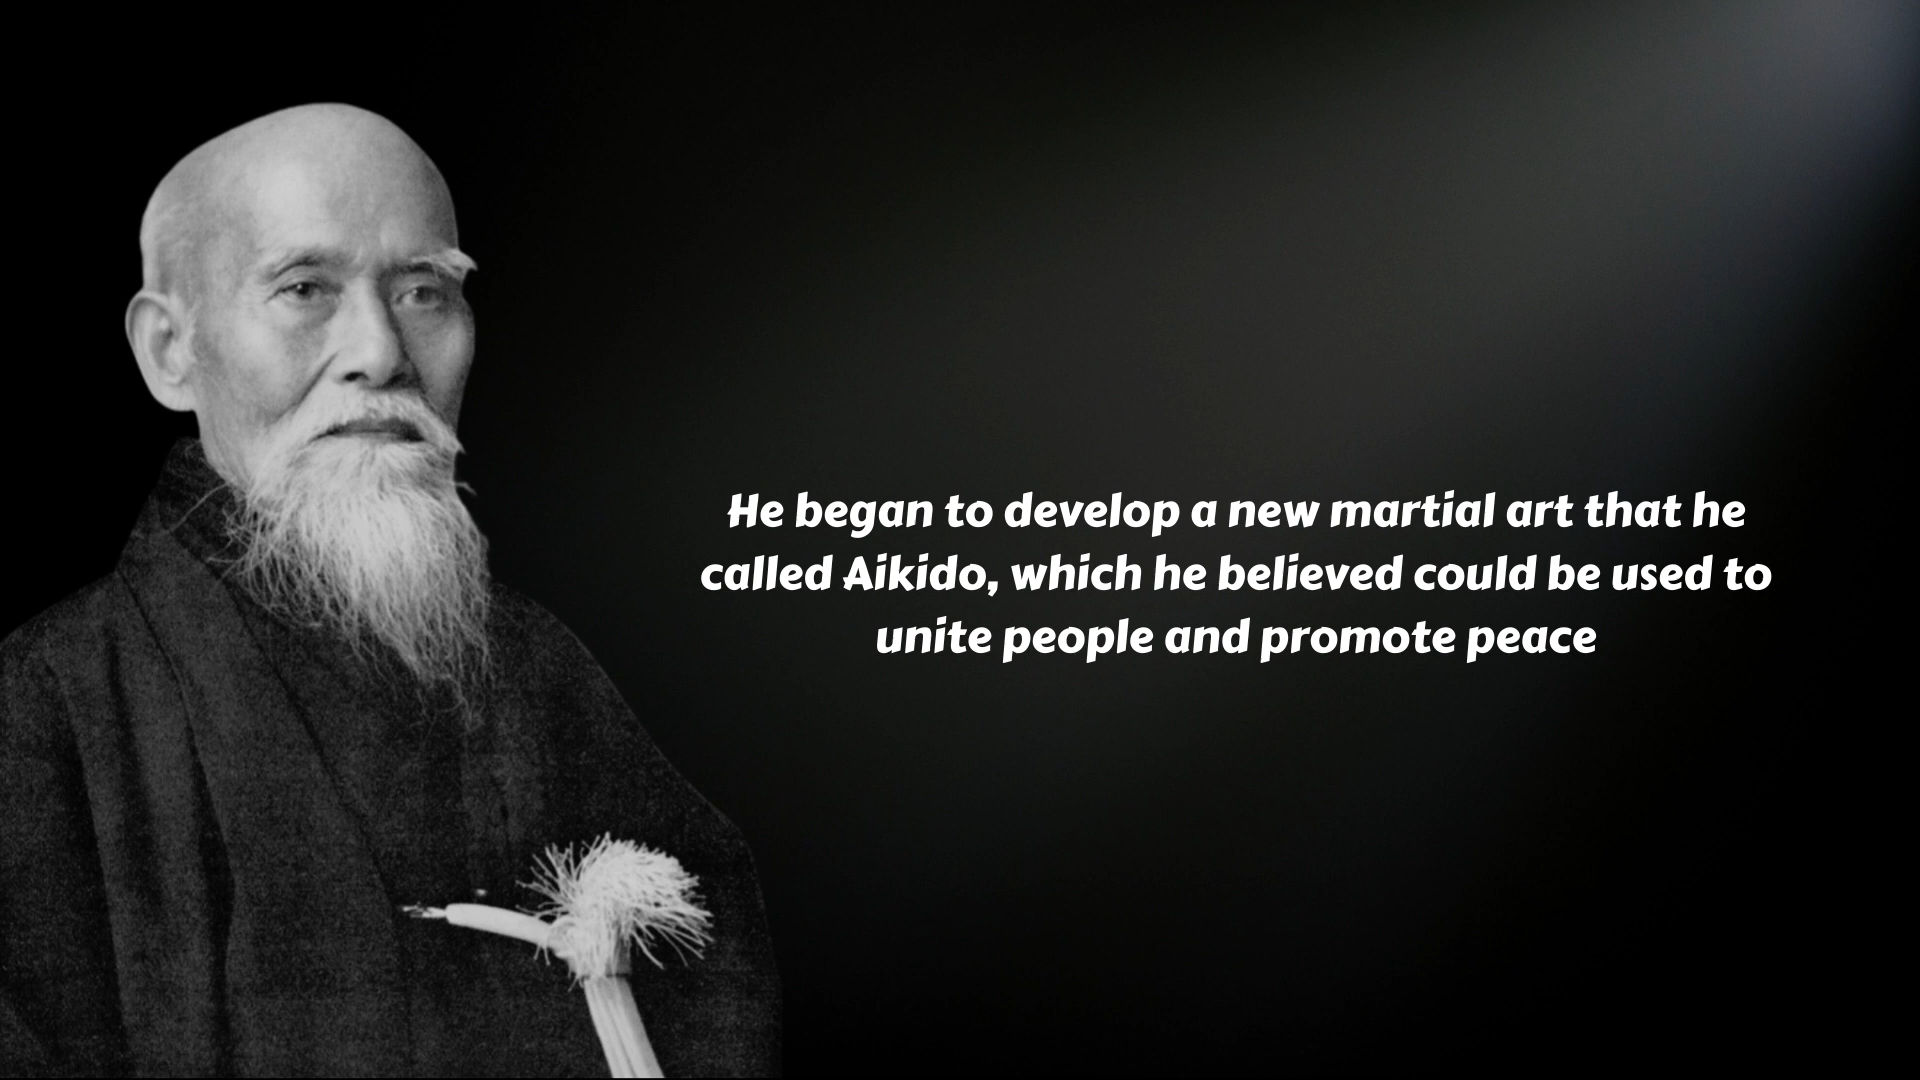 He began to develop a new martial art that he
called Aikido, which he believed could be used to
unite people and promote peace